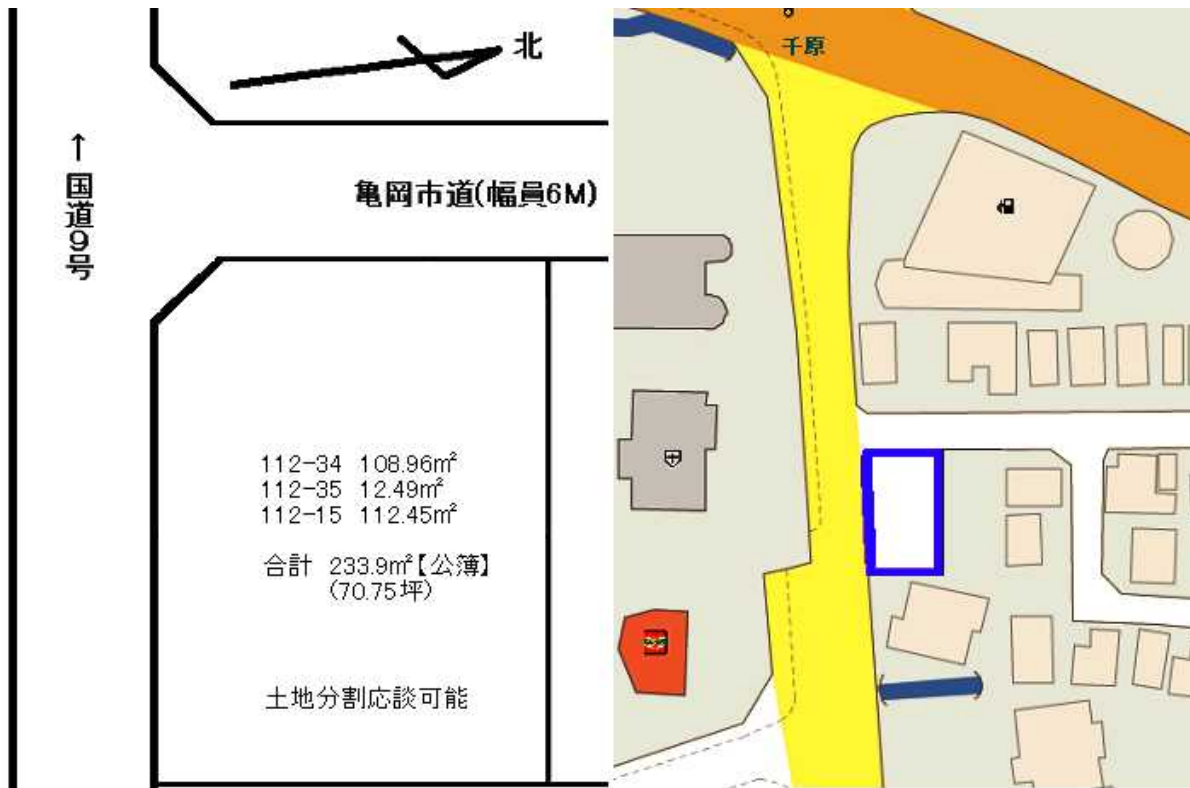 北
↑国道9号
亀岡市道(幅員6M)
112-34 108.96㎡
112-35 12.49㎡
112-15 112.45㎡
合計 233.9㎡【公簿】
(70.75坪)
土地分割応談可能
千原